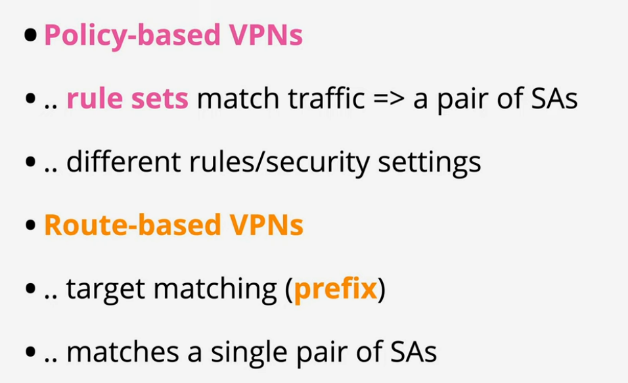 • Policy-based VPNs
• .. rule sets match traffic => a pair of SAs
• .. different rules/security settings
• Route-based VPNs
• .. target matching (prefix)
• .. matches a single pair of SAs